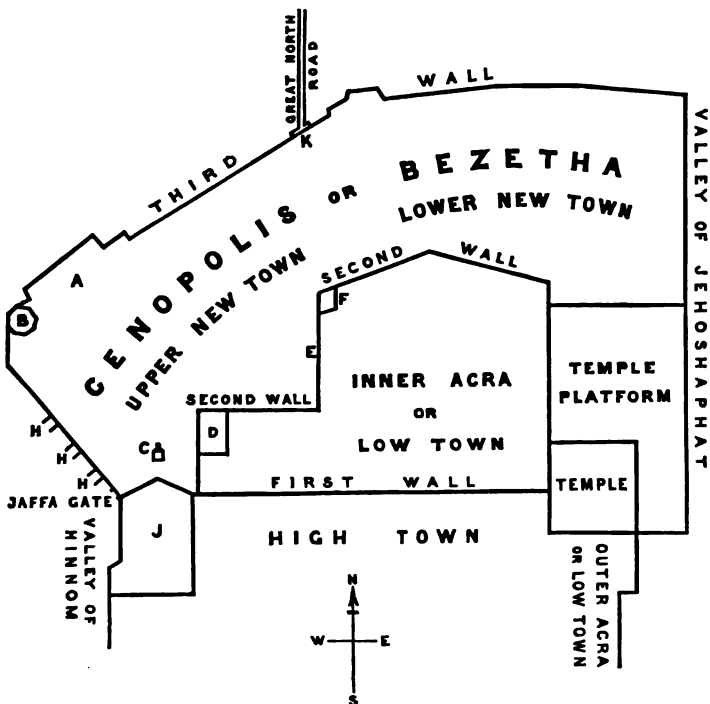 GREAT NORTH
ROAD
WALL
K
THIRD
GENOPOLIS OR BEZETHA
UPPER NEW TOWN
LOWER NEW TOWN
VALLEY OF JEHOSHAPHAT
A
B
SECOND WALL
F
E
INNER ACRA
OR
LOW TOWN
TEMPLE
PLATFORM
SECOND WALL
D
C
H
H
H
JAFFA GATE
FIRST WALL
TEMPLE
J
HIGH TOWN
VALLEY OF
HINNOM
OUTER ACRA
OR LOW TOWN
N
W
E
S